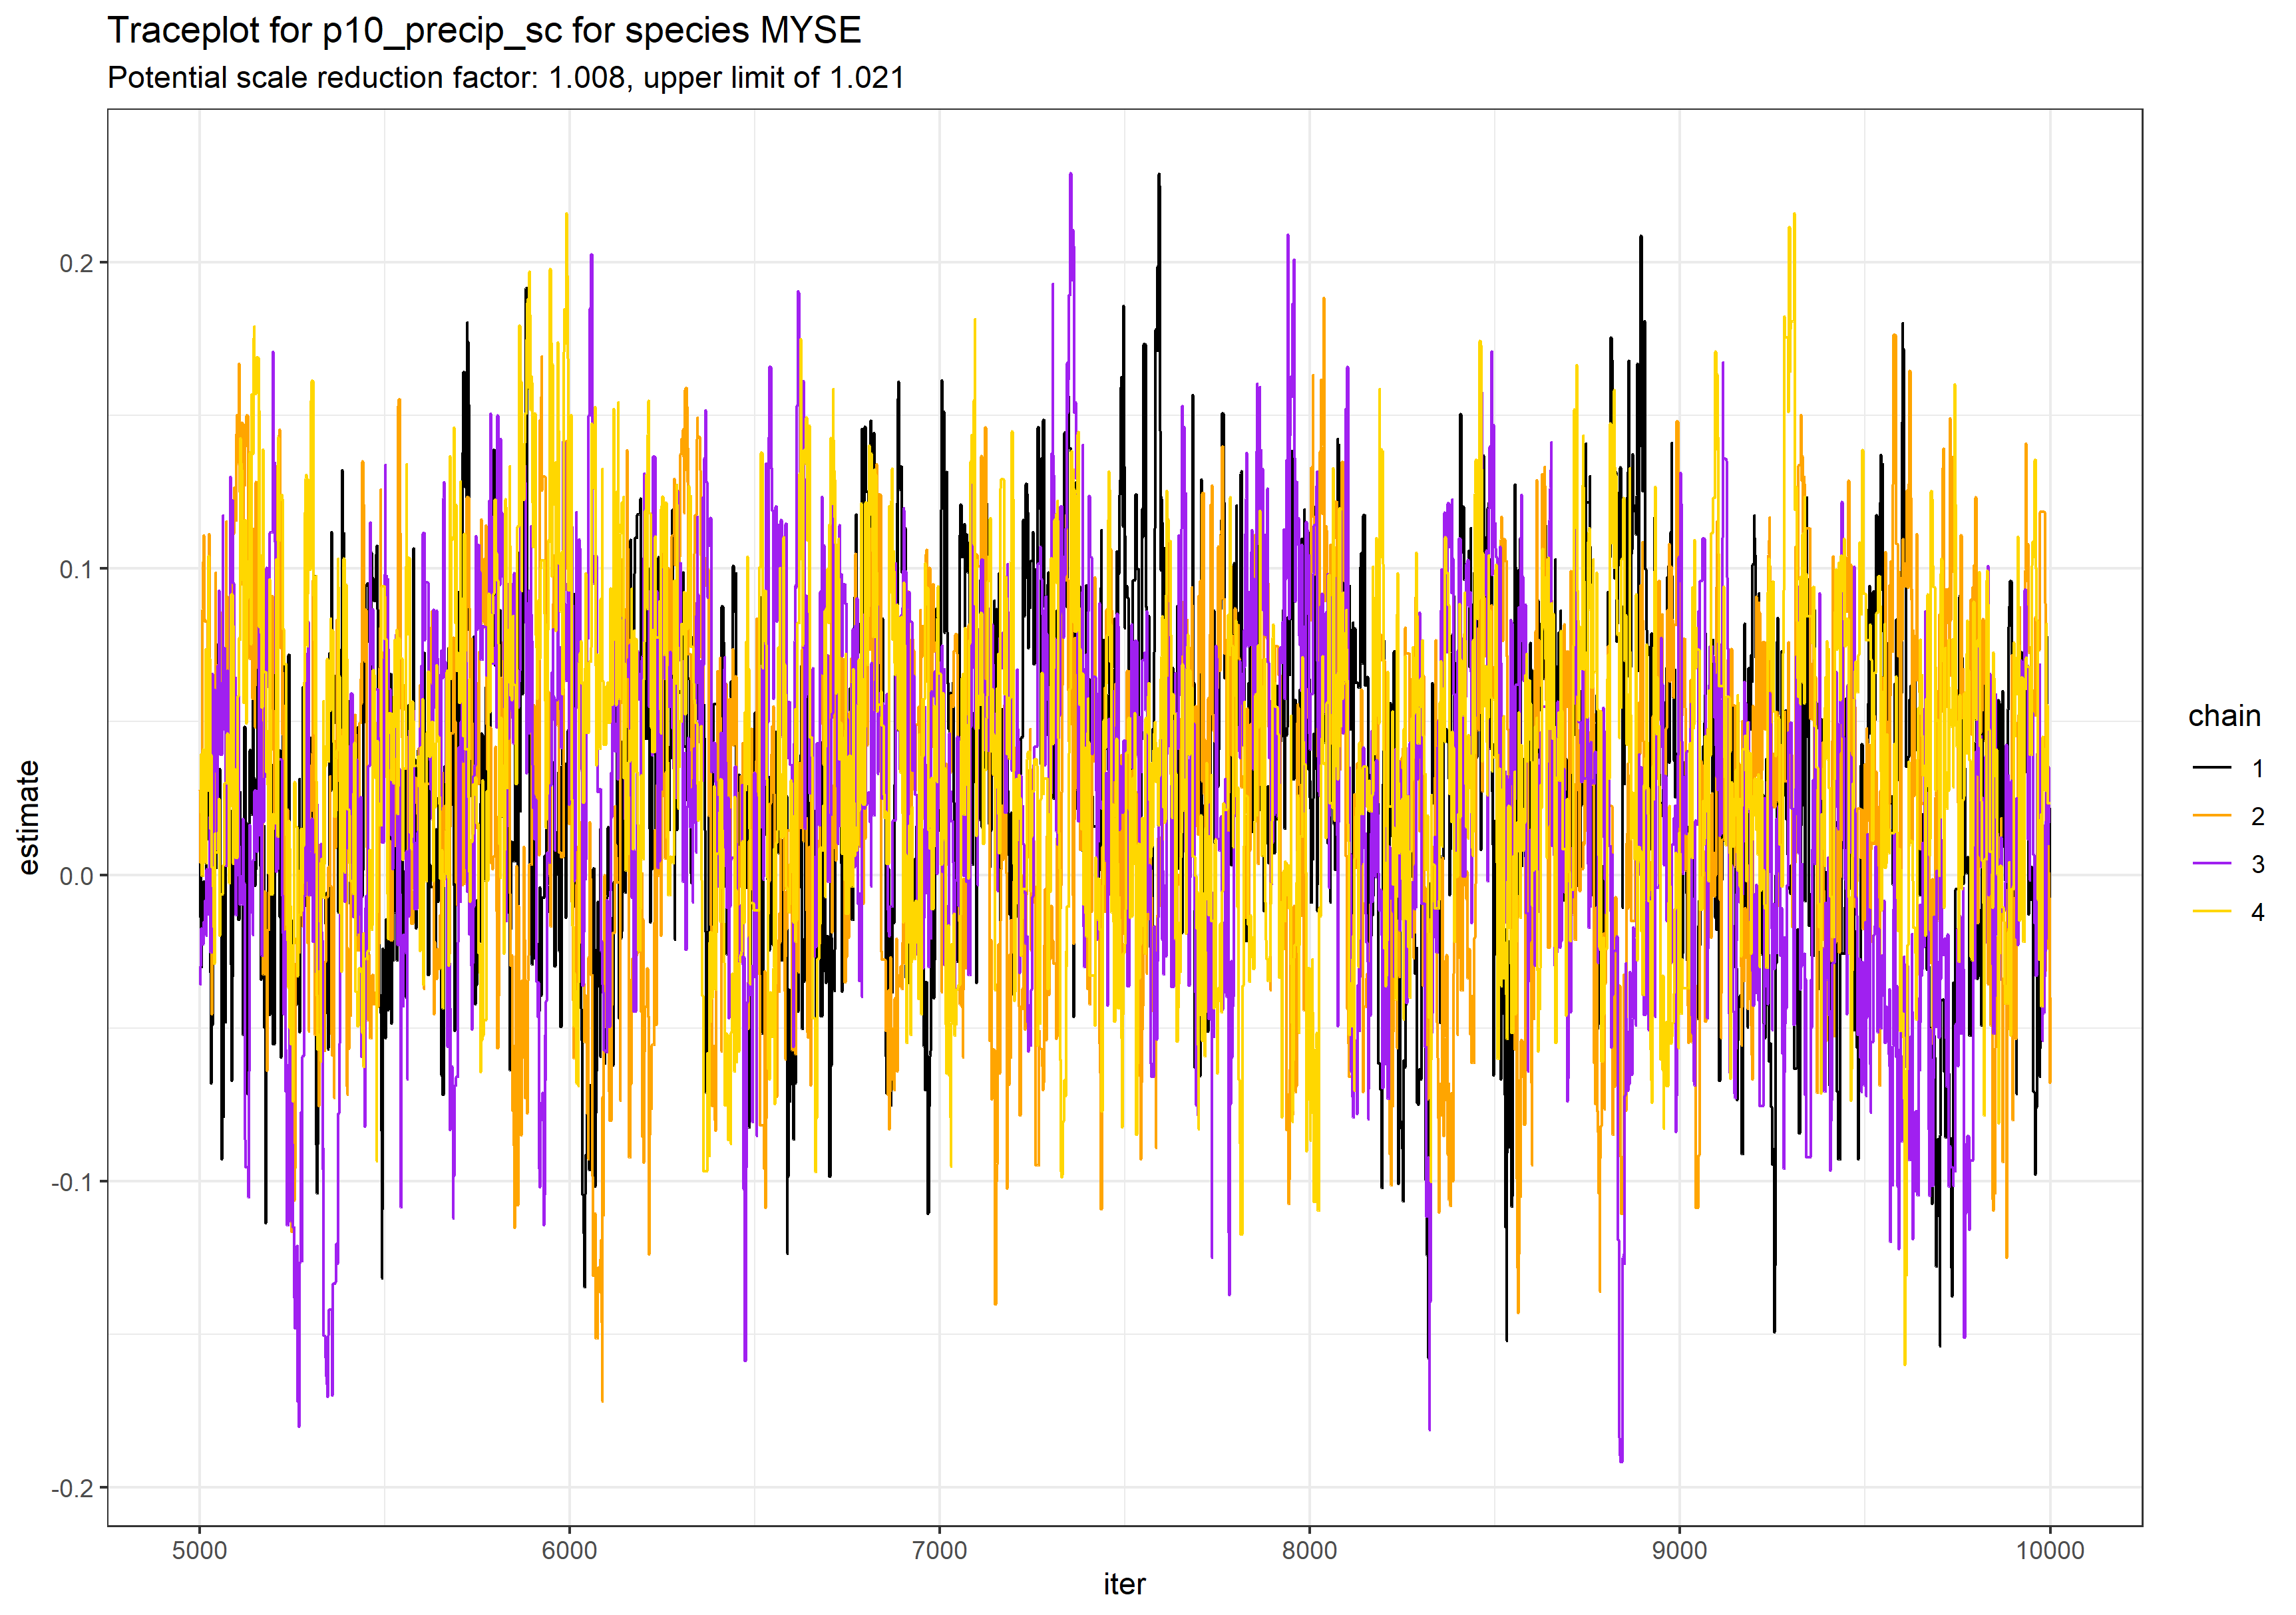 Traceplot for p10_precip_sc for species MYSE
Potential scale reduction factor: 1.008, upper limit of 1.021
0.2
0.1
0.0
-0.1
-0.2
estimate
5000 6000 7000 8000 9000 10000
iter
chain
1
2
3
4